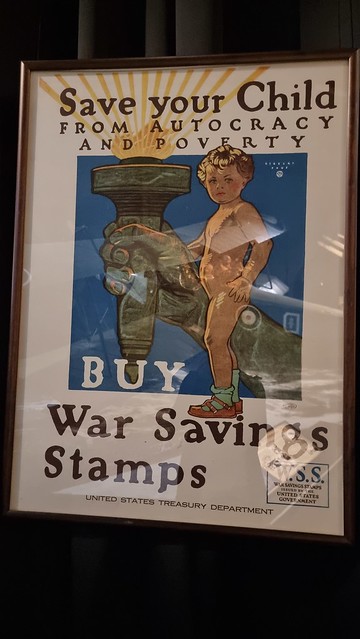 Save your Child
FROM AUTOCRACY
AND POVERTY
BUY
War Savings
Stamps
W.S.S.
WAR SAVINGS STAMPS
ISSUED BY THE
UNITED STATES
GOVERNMENT
UNITED STATES TREASURY DEPARTMENT